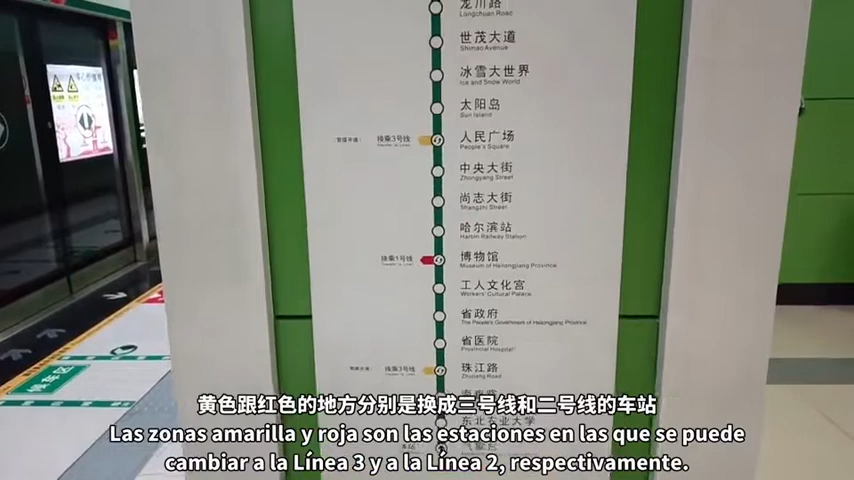 龙川路
Longchuan Road
世茂大道
Shimao Avenue
冰雪大世界
Ice and Snow World
太阳岛
Sun Island
换乘3号线
人民广场
People's Square
中央大街
Zhongyang Street
尚志大街
Shangzhi Street
哈尔滨站
Harbin Railway Station
换乘1号线
博物馆
Museum of Heilongjiang Province
工人文化宫
Workers' Cultural Palace
省政府
The People's Government of Heilongjiang Province
省医院
Provincial Hospital
换乘3号线
珠江路
Zhujiang Road
东北农业大学
气象台
候车区
黄色跟红色的地方分别是换成三号线和二号线的车站
Las zonas amarilla y roja son las estaciones en las que se puede
cambiar a la Línea 3 y a la Línea 2, respectivamente.